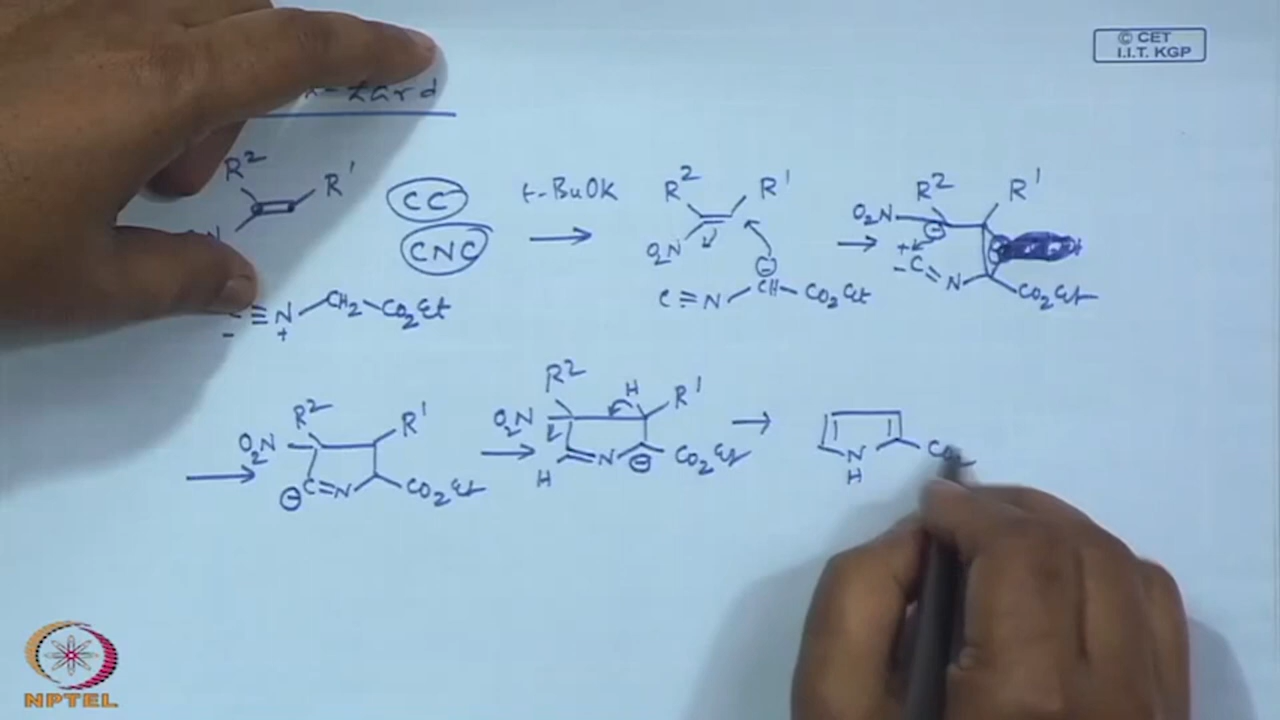 © CET
I.I.T. KGP
R² R¹
CC
CNC
≡N-CH₂-CO₂Et
- +
t-BuOK
R² R¹
O₂N
⊖
C≡N-CH-CO₂Et
R² R¹
O₂N
⊖
+
- C=N CO₂Et
R² R¹
O₂N
⊖ C=N CO₂Et
R² H R¹
O₂N
H N ⊖ CO₂Et
N
H
NPTEL